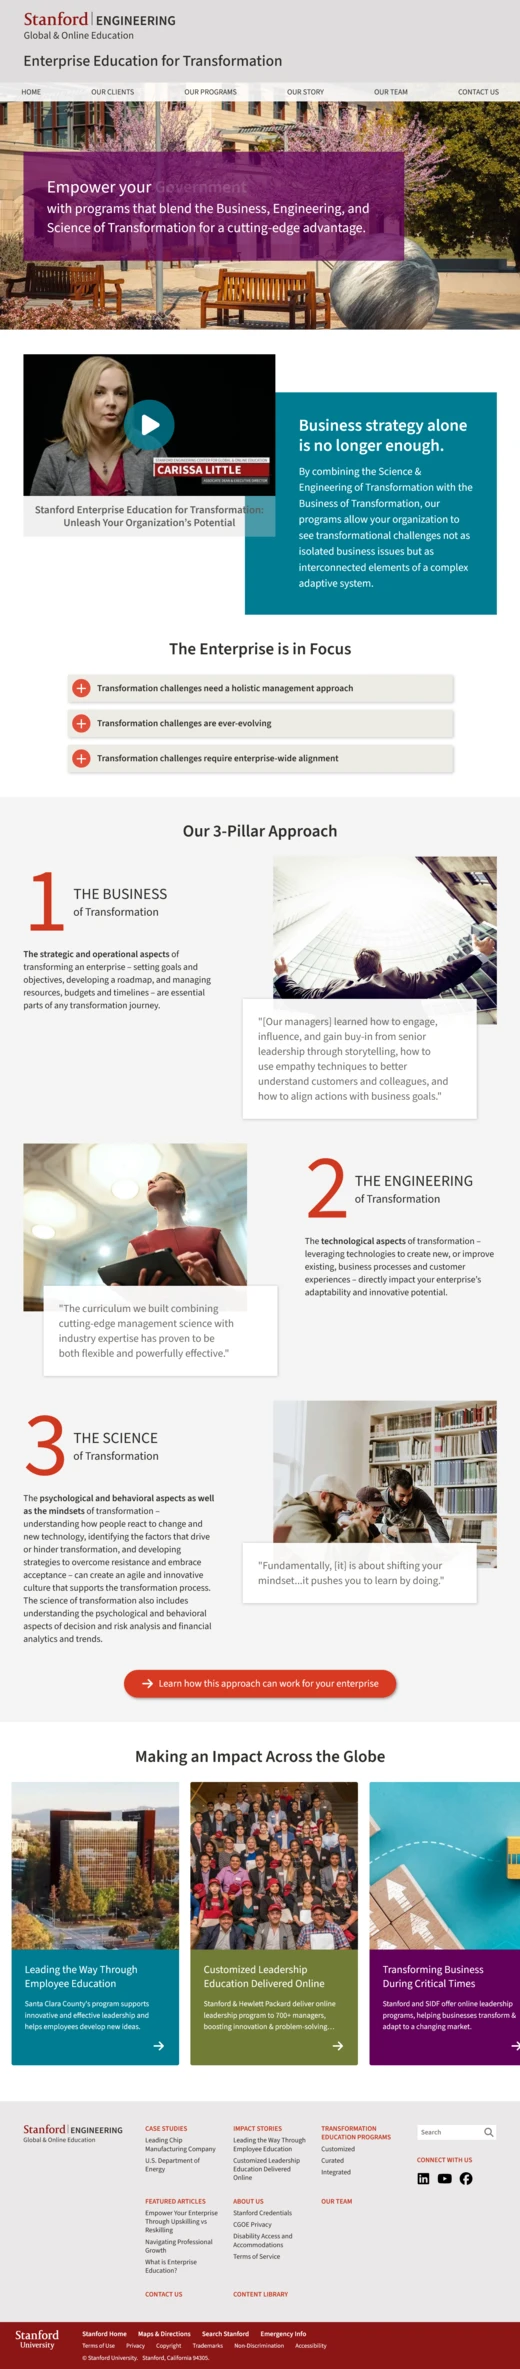 Stanford | ENGINEERING
Global & Online Education
Enterprise Education for Transformation
HOME OUR CLIENTS OUR PROGRAMS OUR STORY OUR TEAM CONTACT US
Empower your Government
with programs that blend the Business, Engineering, and
Science of Transformation for a cutting-edge advantage.
STANFORD ENGINEERING CENTER FOR GLOBAL & ONLINE EDUCATION
CARISSA LITTLE
ASSOCIATE DEAN & EXECUTIVE DIRECTOR
Stanford Enterprise Education for Transformation:
Unleash Your Organization's Potential
Business strategy alone
is no longer enough.
By combining the Science &
Engineering of Transformation with the
Business of Transformation, our
programs allow your organization to
see transformational challenges not as
isolated business issues but as
interconnected elements of a complex
adaptive system.
The Enterprise is in Focus
Transformation challenges need a holistic management approach
Transformation challenges are ever-evolving
Transformation challenges require enterprise-wide alignment
Our 3-Pillar Approach
1 THE BUSINESS
of Transformation
The strategic and operational aspects of
transforming an enterprise – setting goals and
objectives, developing a roadmap, and managing
resources, budgets and timelines – are essential
parts of any transformation journey.
"[Our managers] learned how to engage,
influence, and gain buy-in from senior
leadership through storytelling, how to
use empathy techniques to better
understand customers and colleagues, and
how to align actions with business goals."
2 THE ENGINEERING
of Transformation
The technological aspects of transformation –
leveraging technologies to create new, or improve
existing, business processes and customer
experiences – directly impact your enterprise's
adaptability and innovative potential.
"The curriculum we built combining
cutting-edge management science with
industry expertise has proven to be
both flexible and powerfully effective."
3 THE SCIENCE
of Transformation
The psychological and behavioral aspects as well
as the mindsets of transformation –
understanding how people react to change and
new technology, identifying the factors that drive
or hinder transformation, and developing
strategies to overcome resistance and embrace
acceptance – can create an agile and innovative
culture that supports the transformation process.
The science of transformation also includes
understanding the psychological and behavioral
aspects of decision and risk analysis and financial
analytics and trends.
"Fundamentally, [it] is about shifting your
mindset...it pushes you to learn by doing."
Learn how this approach can work for your enterprise
Making an Impact Across the Globe
Leading the Way Through
Employee Education
Santa Clara County's program supports
innovative and effective leadership and
helps employees develop new ideas.
Customized Leadership
Education Delivered Online
Stanford & Hewlett Packard deliver online
leadership program to 700+ managers,
boosting innovation & problem-solving...
Transforming Business
During Critical Times
Stanford and SIDF offer online leadership
programs, helping businesses transform &
adapt to a changing market.
Stanford | ENGINEERING
Global & Online Education
CASE STUDIES
Leading Chip
Manufacturing Company
U.S. Department of
Energy
IMPACT STORIES
Leading the Way Through
Employee Education
Customized Leadership
Education Delivered
Online
TRANSFORMATION
EDUCATION PROGRAMS
Customized
Curated
Integrated
Search
CONNECT WITH US
FEATURED ARTICLES
Empower Your Enterprise
Through Upskilling vs
Reskilling
Navigating Professional
Growth
What is Enterprise
Education?
ABOUT US
Stanford Credentials
CGOE Privacy
Disability Access and
Accommodations
Terms of Service
OUR TEAM
CONTACT US
CONTENT LIBRARY
Stanford
University
Stanford Home Maps & Directions Search Stanford Emergency Info
Terms of Use Privacy Copyright Trademarks Non-Discrimination Accessibility
© Stanford University. Stanford, California 94305.